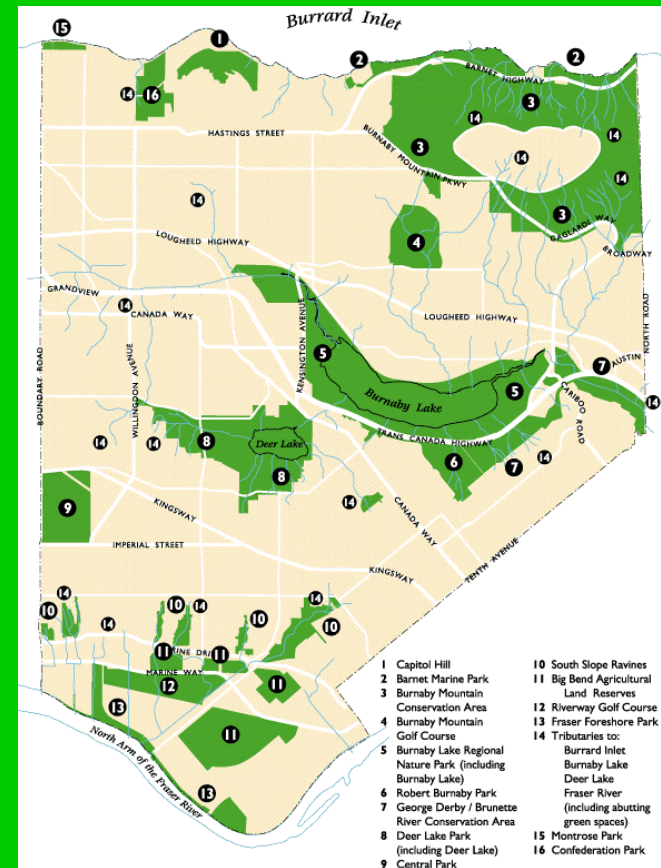 Burrard Inlet
15
1
2
2
BARNET HIGHWAY
14
16
3
14
HASTINGS STREET
BURNABY MOUNTAIN PKWY
3
14
14
14
14
3
GAGLARDI WAY
BROADWAY
4
LOUGHEED HIGHWAY
GRANDVIEW
14
CANADA WAY
LOUGHEED HIGHWAY
NORTH ROAD
BOUNDARY ROAD
WILLINGDON AVENUE
KENSINGTON AVENUE
5
Burnaby Lake
5
7
AUSTIN
CARIBOO ROAD
14
TRANS CANADA HIGHWAY
14
14
8
Deer Lake
8
6
7
14
9
KINGSWAY
14
CANADA WAY
IMPERIAL STREET
KINGSWAY
TENTH AVENUE
14
10
14
10
14
10
14
10
11
MARINE DRIVE
11
MARINE WAY
12
11
13
11
North Arm of the Fraser River
13
1 Capitol Hill
2 Barnet Marine Park
3 Burnaby Mountain
Conservation Area
4 Burnaby Mountain
Golf Course
5 Burnaby Lake Regional
Nature Park (including
Burnaby Lake)
6 Robert Burnaby Park
7 George Derby / Brunette
River Conservation Area
8 Deer Lake Park
(including Deer Lake)
9 Central Park
10 South Slope Ravines
11 Big Bend Agricultural
Land Reserves
12 Riverway Golf Course
13 Fraser Foreshore Park
14 Tributaries to:
Burrard Inlet
Burnaby Lake
Deer Lake
Fraser River
(including abutting
green spaces)
15 Montrose Park
16 Confederation Park